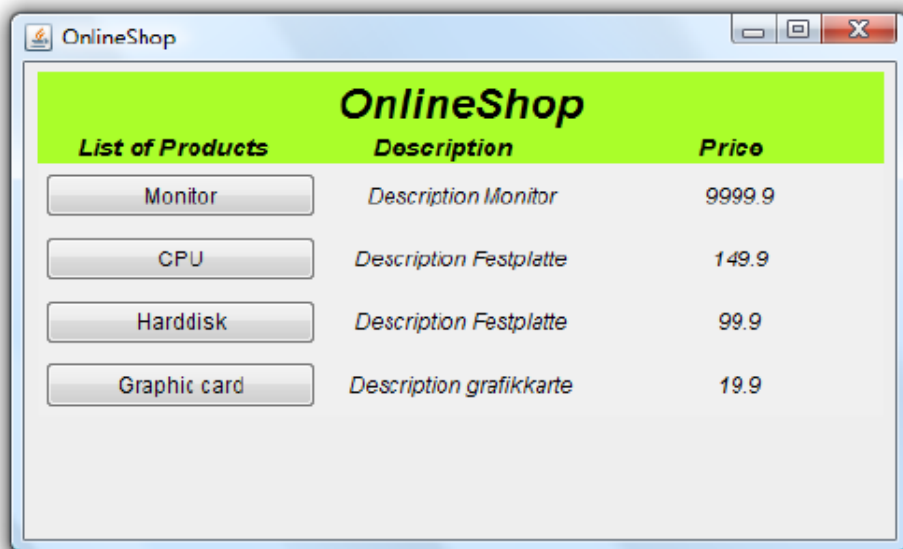 OnlineShop
OnlineShop
List of Products Description Price
Monitor Description Monitor 9999.9
CPU Description Festplatte 149.9
Harddisk Description Festplatte 99.9
Graphic card Description grafikkarte 19.9